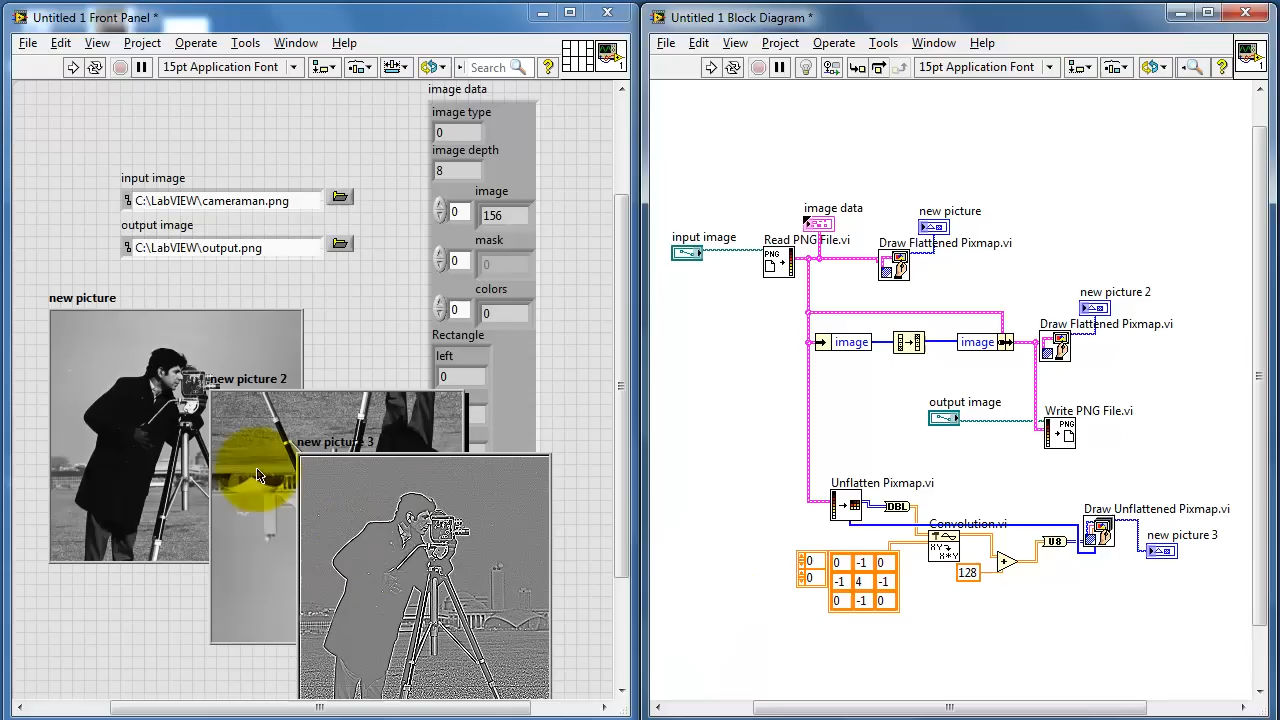 Untitled 1 Front Panel *
File Edit View Project Operate Tools Window Help
15pt Application Font
Search
1
image data
image type
0
image depth
8
image
0 156
mask
0 0
colors
0 0
Rectangle
left
0
input image
C:\LabVIEW\cameraman.png
output image
C:\LabVIEW\output.png
new picture
new picture 2
new picture 3
Untitled 1 Block Diagram *
File Edit View Project Operate Tools Window Help
15pt Application Font
1
image data
new picture
input image
Read PNG File.vi
Draw Flattened Pixmap.vi
PNG
new picture 2
Draw Flattened Pixmap.vi
image
image
output image
Write PNG File.vi
PNG
Unflatten Pixmap.vi
DBL
Convolution.vi
XY
X*Y
Draw Unflattened Pixmap.vi
new picture 3
U8
128
+
0
0
0 -1 0
-1 4 -1
0 -1 0